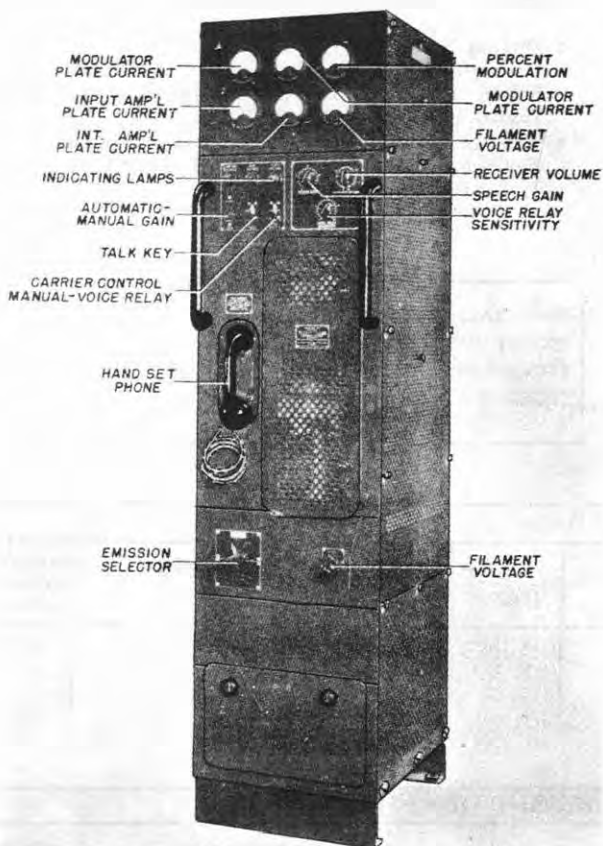 MODULATOR
PLATE CURRENT
INPUT AMP'L
PLATE CURRENT
INT. AMP'L
PLATE CURRENT
INDICATING LAMPS
AUTOMATIC-
MANUAL GAIN
TALK KEY
CARRIER CONTROL
MANUAL-VOICE RELAY
HAND SET
PHONE
EMISSION
SELECTOR
PERCENT
MODULATION
MODULATOR
PLATE CURRENT
FILAMENT
VOLTAGE
RECEIVER VOLUME
SPEECH GAIN
VOICE RELAY
SENSITIVITY
FILAMENT
VOLTAGE